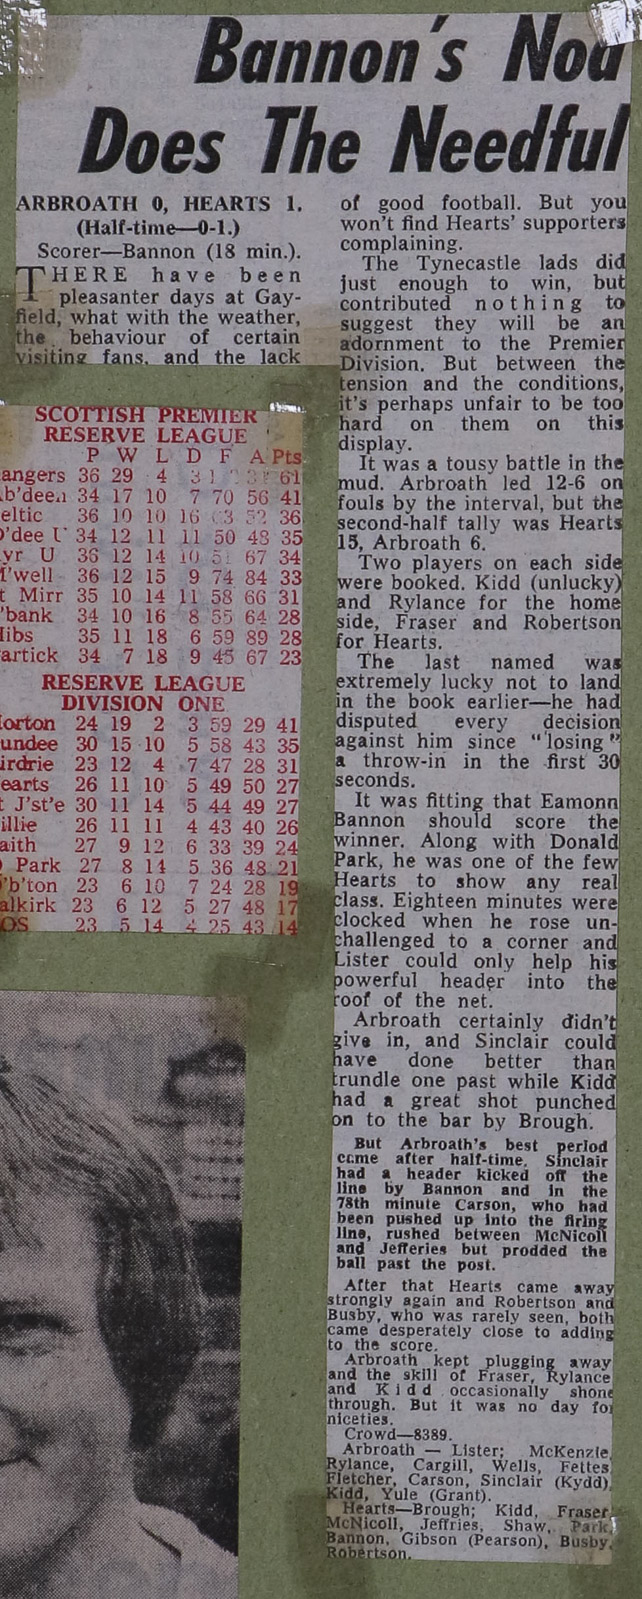 Bannon's Nod
Does The Needful
ARBROATH 0, HEARTS 1.
(Half-time—0-1.)
Scorer—Bannon (18 min.).
THERE have been
pleasanter days at Gay-
field, what with the weather,
the behaviour of certain
visiting fans, and the lack
of good football. But you
won't find Hearts' supporters
complaining.
The Tynecastle lads did
just enough to win, but
contributed nothing to
suggest they will be an
adornment to the Premier
Division. But between the
tension and the conditions,
it's perhaps unfair to be too
hard on them on this
display.
It was a tousy battle in the
mud. Arbroath led 12-6 on
fouls by the interval, but the
second-half tally was Hearts
15, Arbroath 6.
Two players on each side
were booked. Kidd (unlucky)
and Rylance for the home
side, Fraser and Robertson
for Hearts.
The last named was
extremely lucky not to land
in the book earlier—he had
disputed every decision
against him since "losing"
a throw-in in the first 30
seconds.
It was fitting that Eamonn
Bannon should score the
winner. Along with Donald
Park, he was one of the few
Hearts to show any real
class. Eighteen minutes were
clocked when he rose un-
challenged to a corner and
Lister could only help his
powerful header into the
roof of the net.
Arbroath certainly didn't
give in, and Sinclair could
have done better than
trundle one past while Kidd
had a great shot punched
on to the bar by Brough.
But Arbroath's best period
came after half-time. Sinclair
had a header kicked off the
line by Bannon and in the
78th minute Carson, who had
been pushed up into the firing
line, rushed between McNicoll
and Jefferies but prodded the
ball past the post.
After that Hearts came away
strongly again and Robertson and
Busby, who was rarely seen, both
came desperately close to adding
to the score.
Arbroath kept plugging away
and the skill of Fraser, Rylance
and Kidd occasionally shone
through. But it was no day for
niceties.
Crowd—8389.
Arbroath — Lister; McKenzie,
Rylance, Cargill, Wells, Fettes,
Fletcher, Carson, Sinclair (Kydd),
Kidd, Yule (Grant).
Hearts—Brough; Kidd, Fraser,
McNicoll, Jeffries, Shaw, Park,
Bannon, Gibson (Pearson), Busby,
Robertson.
SCOTTISH PREMIER
RESERVE LEAGUE
P W L D F A Pts
angers 36 29 4 3 61
b'deen 34 17 10 7 70 56 41
eltic 36 10 10 16 63 52 36
'dee U 34 12 11 11 50 48 35
yr U 36 12 14 10 51 67 34
'well 36 12 15 9 74 84 33
t Mirr 35 10 14 11 58 66 31
'bank 34 10 16 8 55 64 28
ibs 35 11 18 6 59 89 28
artick 34 7 18 9 45 67 23
RESERVE LEAGUE
DIVISION ONE
orton 24 19 2 3 59 29 41
undee 30 15 10 5 58 43 35
irdrie 23 12 4 7 47 28 31
earts 26 11 10 5 49 50 27
t J'st'e 30 11 14 5 44 49 27
illie 26 11 11 4 43 40 26
aith 27 9 12 6 33 39 24
Park 27 8 14 5 36 48 21
'b'ton 23 6 10 7 24 28 19
alkirk 23 6 12 5 27 48 17
OS 23 5 14 4 25 43 14